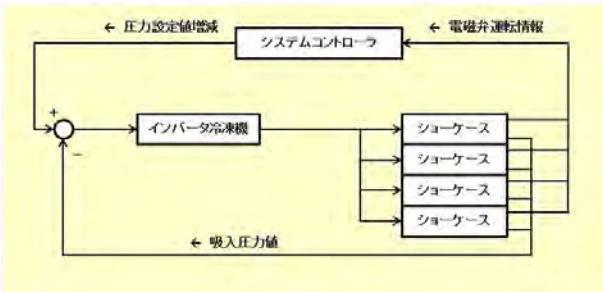 ← 圧力設定値増減
システムコントローラ
← 電磁弁運転情報
+
インバータ冷凍機
ショーケース
−
ショーケース
ショーケース
ショーケース
← 吸入圧力値